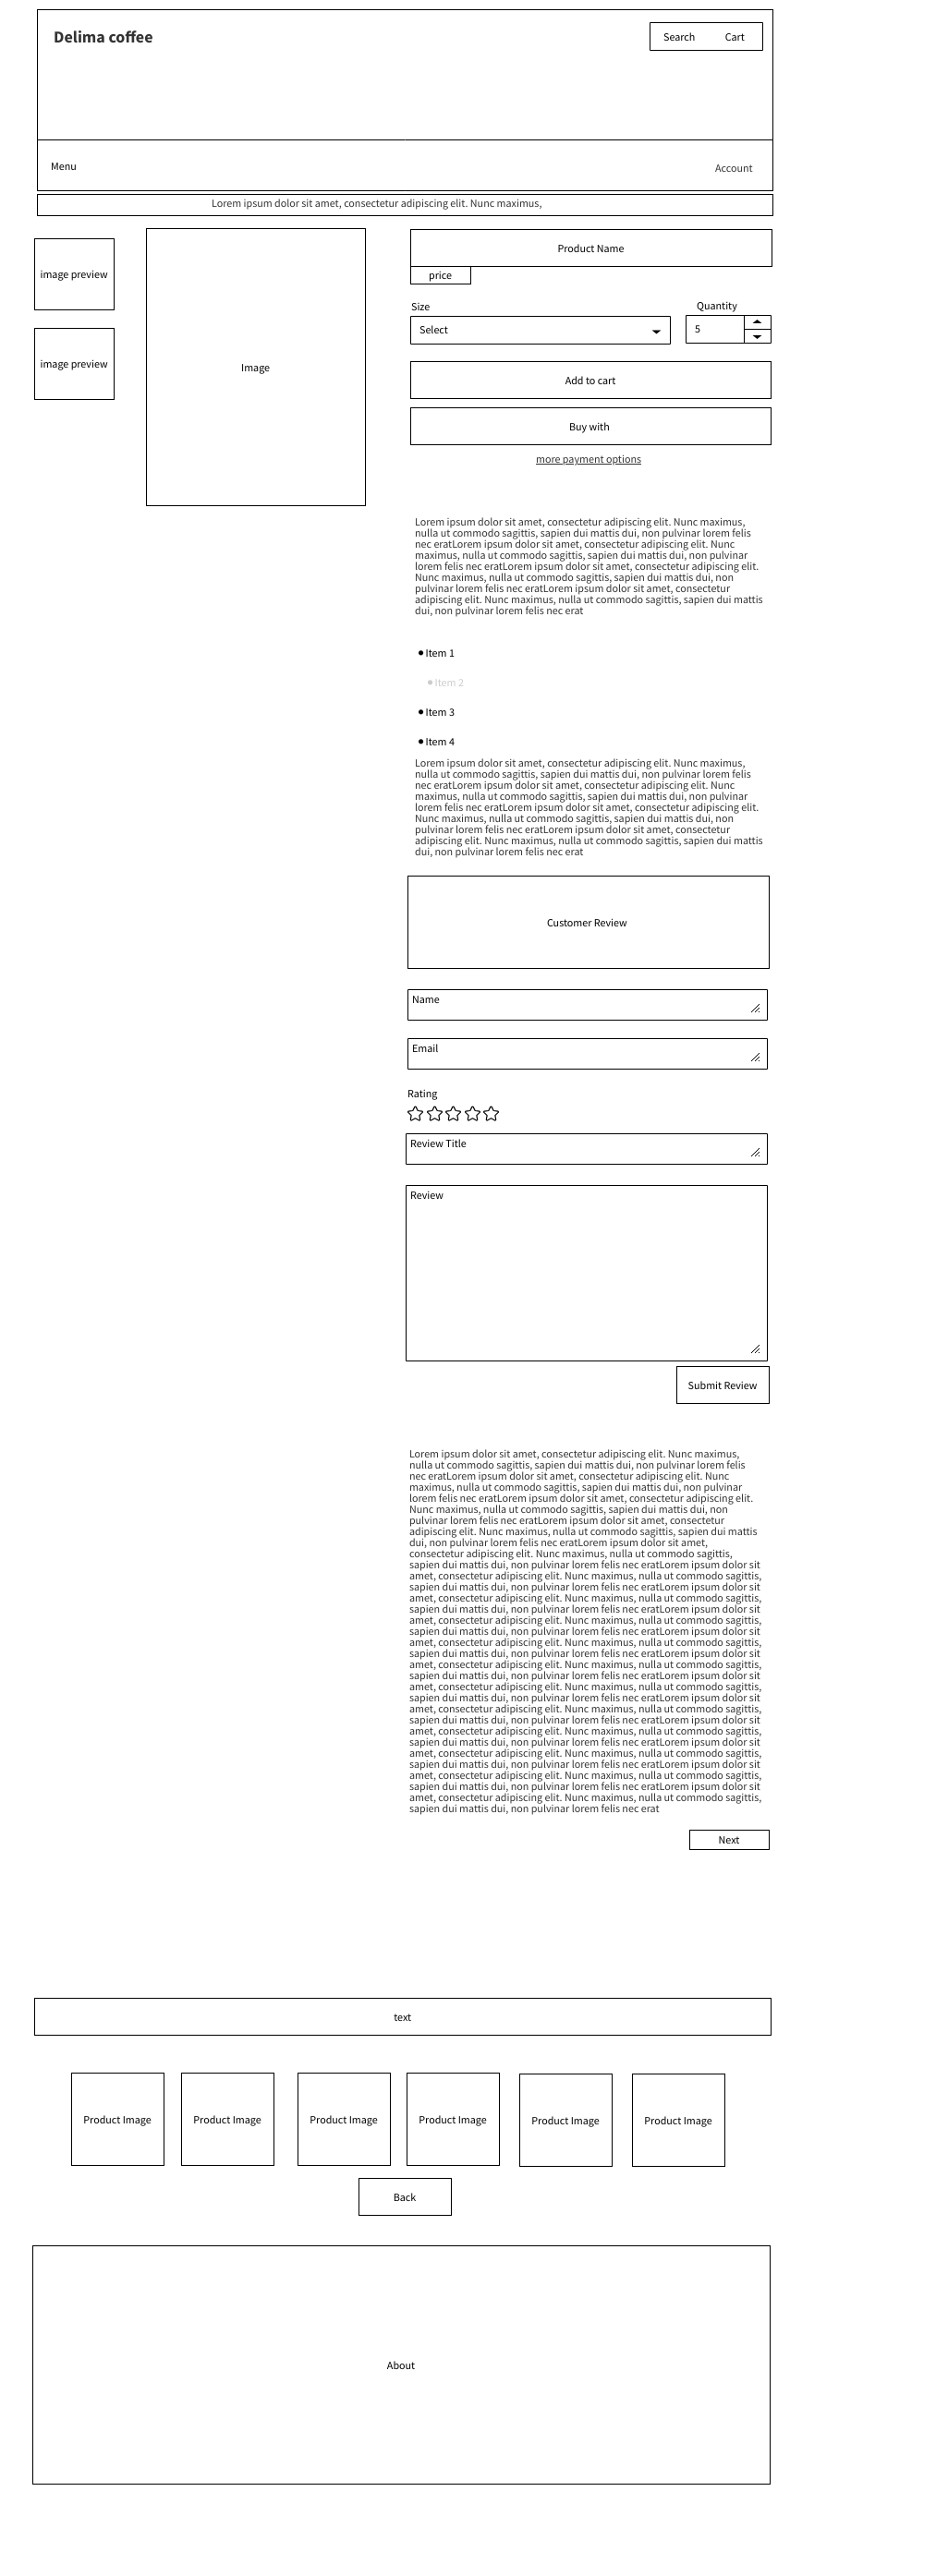 Delima coffee
Search Cart
Menu
Account
Lorem ipsum dolor sit amet, consectetur adipiscing elit. Nunc maximus,
image preview
image preview
Image
Product Name
price
Size
Quantity
Select
5
Add to cart
Buy with
more payment options
Lorem ipsum dolor sit amet, consectetur adipiscing elit. Nunc maximus,
nulla ut commodo sagittis, sapien dui mattis dui, non pulvinar lorem felis
nec eratLorem ipsum dolor sit amet, consectetur adipiscing elit. Nunc
maximus, nulla ut commodo sagittis, sapien dui mattis dui, non pulvinar
lorem felis nec eratLorem ipsum dolor sit amet, consectetur adipiscing elit.
Nunc maximus, nulla ut commodo sagittis, sapien dui mattis dui, non
pulvinar lorem felis nec eratLorem ipsum dolor sit amet, consectetur
adipiscing elit. Nunc maximus, nulla ut commodo sagittis, sapien dui mattis
dui, non pulvinar lorem felis nec erat
Item 1
Item 2
Item 3
Item 4
Lorem ipsum dolor sit amet, consectetur adipiscing elit. Nunc maximus,
nulla ut commodo sagittis, sapien dui mattis dui, non pulvinar lorem felis
nec eratLorem ipsum dolor sit amet, consectetur adipiscing elit. Nunc
maximus, nulla ut commodo sagittis, sapien dui mattis dui, non pulvinar
lorem felis nec eratLorem ipsum dolor sit amet, consectetur adipiscing elit.
Nunc maximus, nulla ut commodo sagittis, sapien dui mattis dui, non
pulvinar lorem felis nec eratLorem ipsum dolor sit amet, consectetur
adipiscing elit. Nunc maximus, nulla ut commodo sagittis, sapien dui mattis
dui, non pulvinar lorem felis nec erat
Customer Review
Name
Email
Rating
Review Title
Review
Submit Review
Lorem ipsum dolor sit amet, consectetur adipiscing elit. Nunc maximus,
nulla ut commodo sagittis, sapien dui mattis dui, non pulvinar lorem felis
nec eratLorem ipsum dolor sit amet, consectetur adipiscing elit. Nunc
maximus, nulla ut commodo sagittis, sapien dui mattis dui, non pulvinar
lorem felis nec eratLorem ipsum dolor sit amet, consectetur adipiscing elit.
Nunc maximus, nulla ut commodo sagittis, sapien dui mattis dui, non
pulvinar lorem felis nec eratLorem ipsum dolor sit amet, consectetur
adipiscing elit. Nunc maximus, nulla ut commodo sagittis, sapien dui mattis
dui, non pulvinar lorem felis nec eratLorem ipsum dolor sit amet,
consectetur adipiscing elit. Nunc maximus, nulla ut commodo sagittis,
sapien dui mattis dui, non pulvinar lorem felis nec eratLorem ipsum dolor sit
amet, consectetur adipiscing elit. Nunc maximus, nulla ut commodo sagittis,
sapien dui mattis dui, non pulvinar lorem felis nec eratLorem ipsum dolor sit
amet, consectetur adipiscing elit. Nunc maximus, nulla ut commodo sagittis,
sapien dui mattis dui, non pulvinar lorem felis nec eratLorem ipsum dolor sit
amet, consectetur adipiscing elit. Nunc maximus, nulla ut commodo sagittis,
sapien dui mattis dui, non pulvinar lorem felis nec eratLorem ipsum dolor sit
amet, consectetur adipiscing elit. Nunc maximus, nulla ut commodo sagittis,
sapien dui mattis dui, non pulvinar lorem felis nec eratLorem ipsum dolor sit
amet, consectetur adipiscing elit. Nunc maximus, nulla ut commodo sagittis,
sapien dui mattis dui, non pulvinar lorem felis nec eratLorem ipsum dolor sit
amet, consectetur adipiscing elit. Nunc maximus, nulla ut commodo sagittis,
sapien dui mattis dui, non pulvinar lorem felis nec eratLorem ipsum dolor sit
amet, consectetur adipiscing elit. Nunc maximus, nulla ut commodo sagittis,
sapien dui mattis dui, non pulvinar lorem felis nec eratLorem ipsum dolor sit
amet, consectetur adipiscing elit. Nunc maximus, nulla ut commodo sagittis,
sapien dui mattis dui, non pulvinar lorem felis nec eratLorem ipsum dolor sit
amet, consectetur adipiscing elit. Nunc maximus, nulla ut commodo sagittis,
sapien dui mattis dui, non pulvinar lorem felis nec eratLorem ipsum dolor sit
amet, consectetur adipiscing elit. Nunc maximus, nulla ut commodo sagittis,
sapien dui mattis dui, non pulvinar lorem felis nec eratLorem ipsum dolor sit
amet, consectetur adipiscing elit. Nunc maximus, nulla ut commodo sagittis,
sapien dui mattis dui, non pulvinar lorem felis nec erat
Next
text
Product Image Product Image Product Image Product Image Product Image Product Image
Back
About